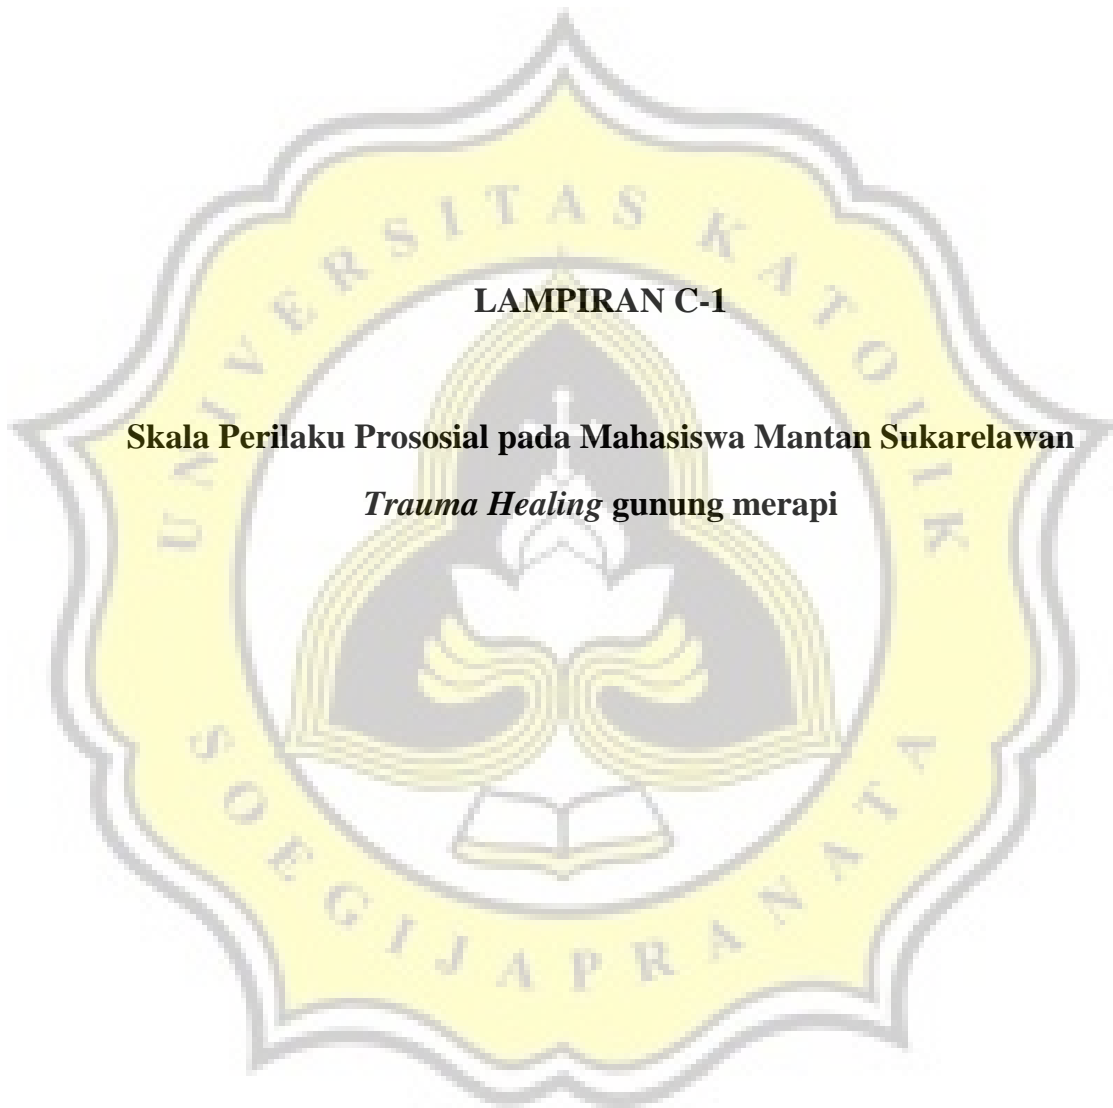 LAMPIRAN C-1
Skala Perilaku Prososial pada Mahasiswa Mantan Sukarelawan
Trauma Healing gunung merapi
UNIVERSITAS KATOLIK
SOEGIJAPRANATA